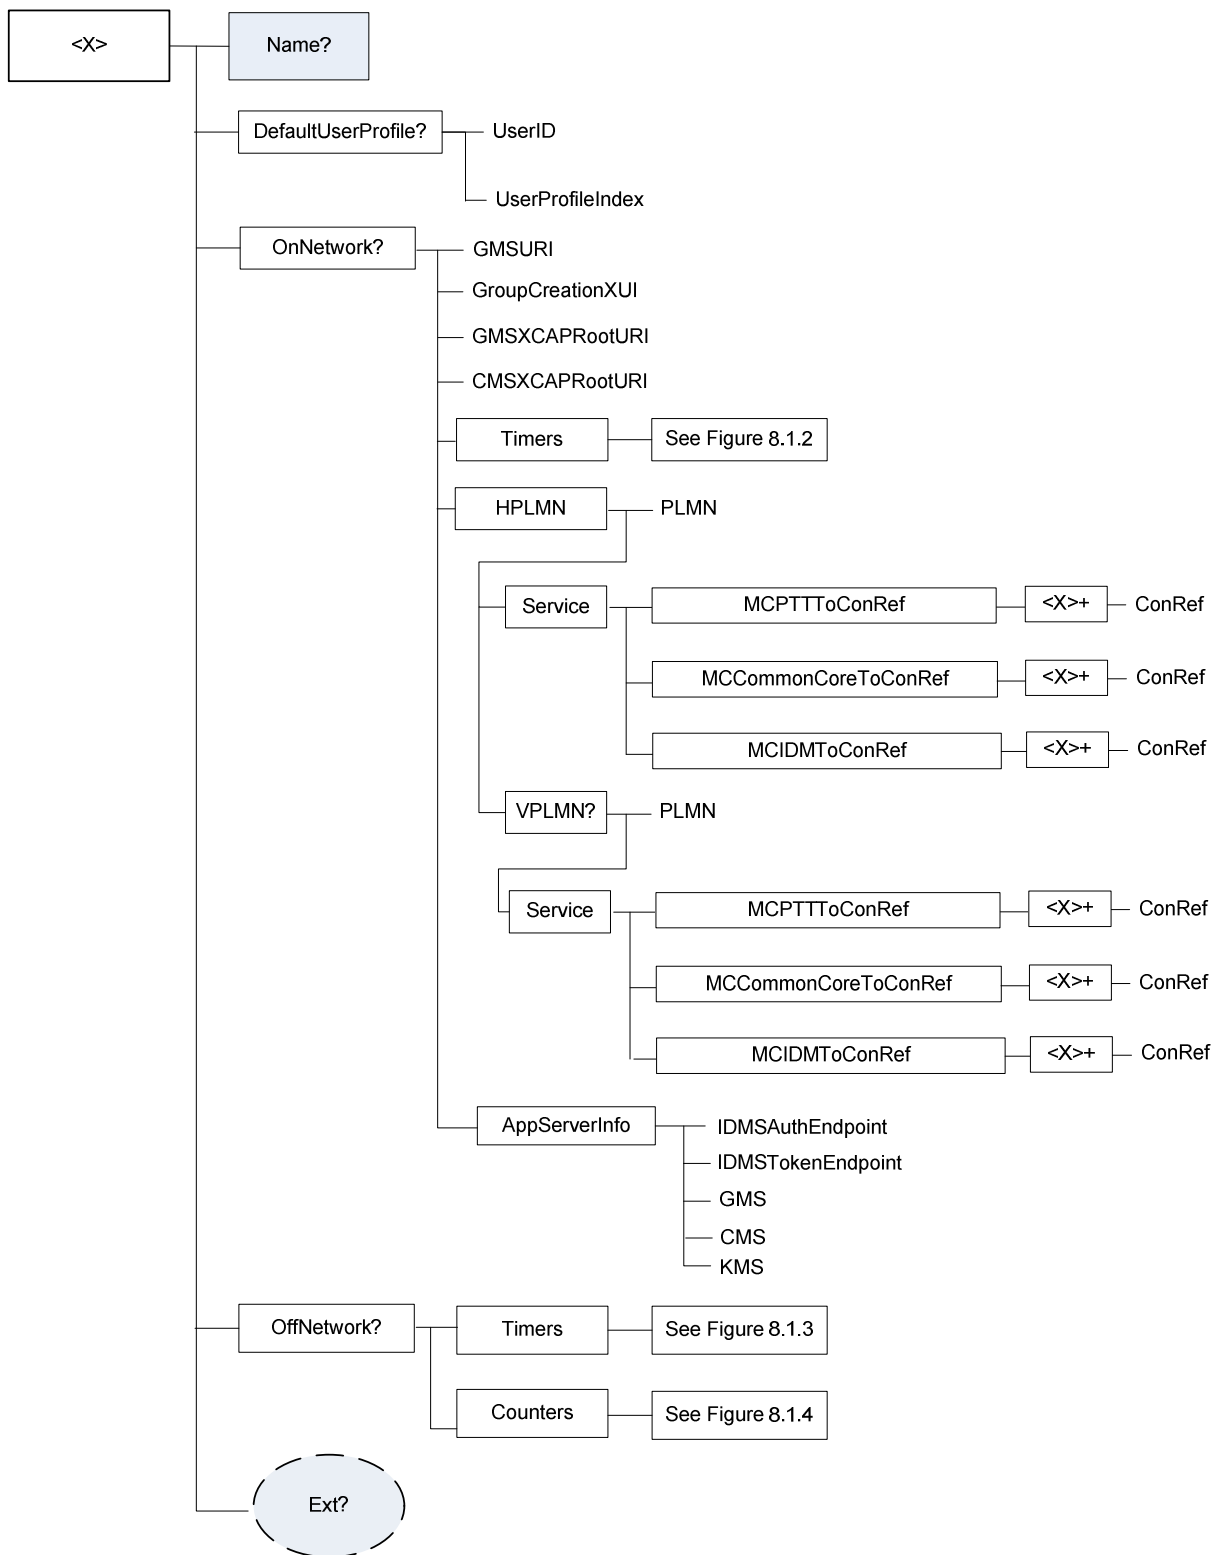 <X>
Name?
DefaultUserProfile?
UserID
UserProfileIndex
OnNetwork?
GMSURI
GroupCreationXUI
GMSXCAPRootURI
CMSXCAPRootURI
Timers
See Figure 8.1.2
HPLMN
PLMN
Service
MCPTTToConRef
<X>+
ConRef
MCCommonCoreToConRef
<X>+
ConRef
MCIDMToConRef
<X>+
ConRef
VPLMN?
PLMN
Service
MCPTTToConRef
<X>+
ConRef
MCCommonCoreToConRef
<X>+
ConRef
MCIDMToConRef
<X>+
ConRef
AppServerInfo
IDMSAuthEndpoint
IDMSTokenEndpoint
GMS
CMS
KMS
OffNetwork?
Timers
See Figure 8.1.3
Counters
See Figure 8.1.4
Ext?